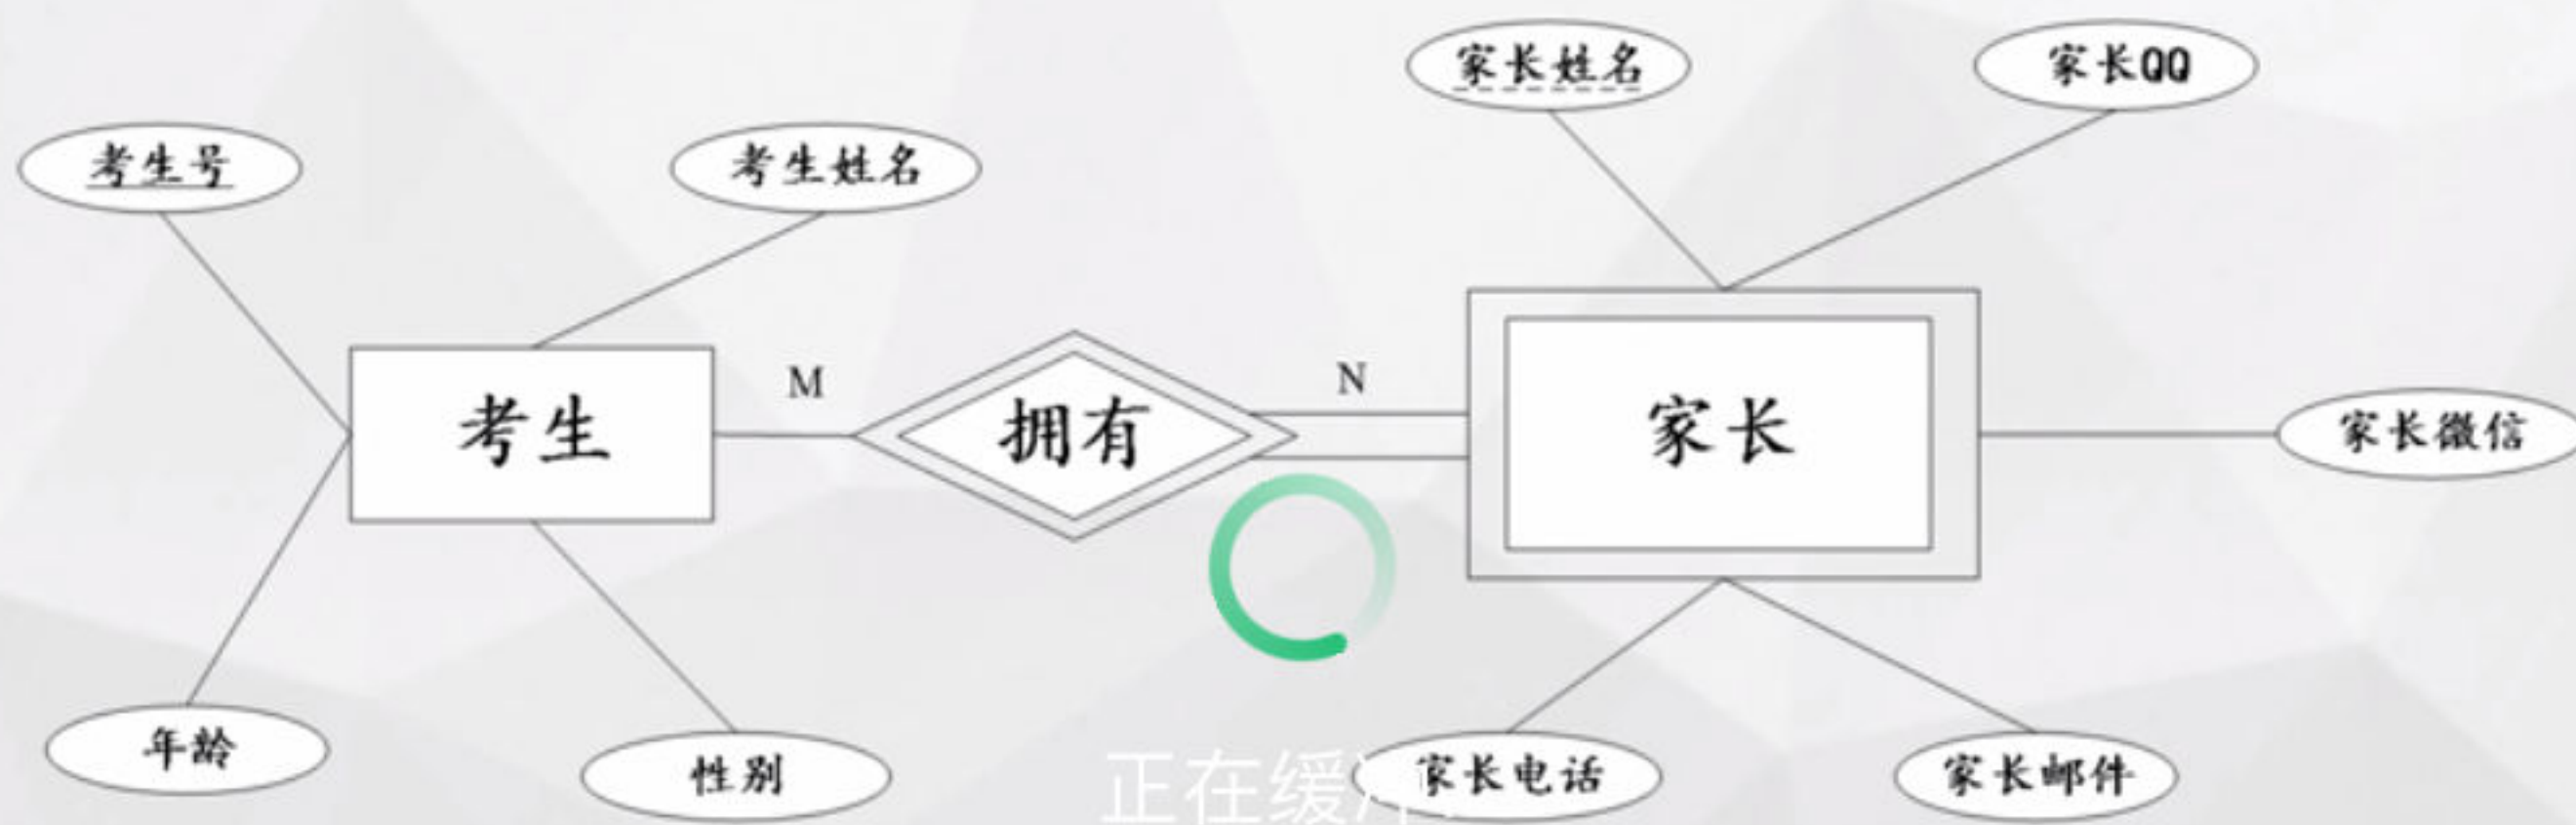 家长姓名
家长QQ
考生号
考生姓名
M
N
考生
拥有
家长
家长微信
年龄
性别
家长电话
家长邮件
正在缓冲